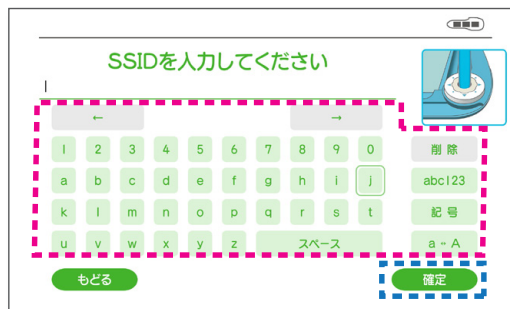 SSIDを入力してください
← →
1 2 3 4 5 6 7 8 9 0 削除
a b c d e f g h i j abc123
k l m n o p q r s t 記号
u v w x y z スペース a⇔A
もどる 確定